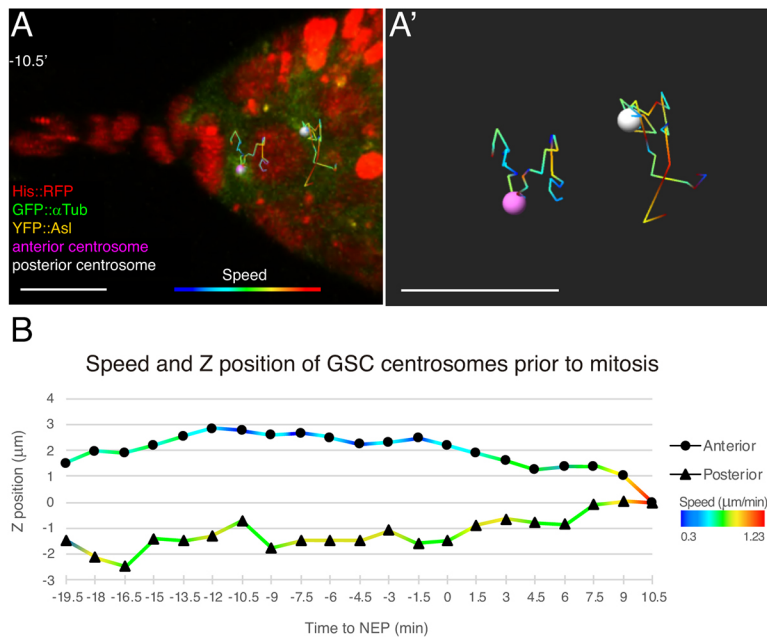 A
A'
-10.5'
His::RFP
GFP::αTub
YFP::Asl
anterior centrosome
posterior centrosome
Speed
B
Speed and Z position of GSC centrosomes prior to mitosis
Z position (μm)
4
3
2
1
0
-1
-2
-3
-19.5 -18 -16.5 -15 -13.5 -12 -10.5 -9 -7.5 -6 -4.5 -3 -1.5 0 1.5 3 4.5 6 7.5 9 10.5
Time to NEP (min)
Anterior
Posterior
Speed (μm/min)
0.3 1.23